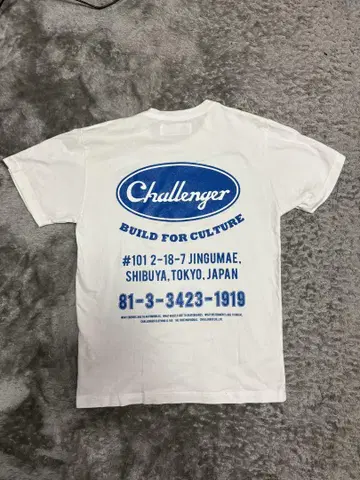 Challenger
BUILD FOR CULTURE
#101 2-18-7 JINGUMAE,
SHIBUYA, TOKYO, JAPAN
81-3-3423-1919